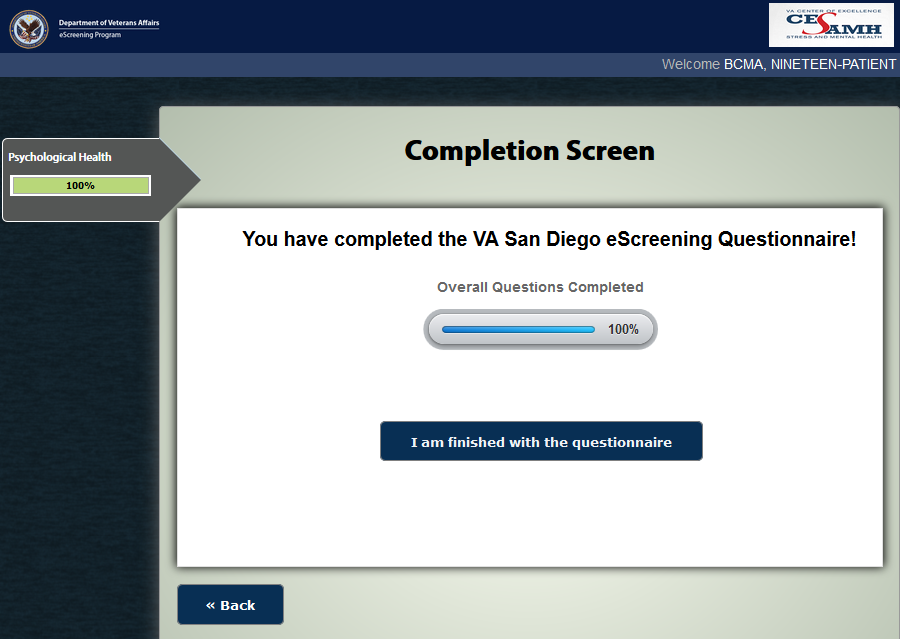 Department of Veterans Affairs
eScreening Program
VA CENTER OF EXCELLENCE
CESAMH
STRESS AND MENTAL HEALTH
Welcome BCMA, NINETEEN-PATIENT
Psychological Health
100%
Completion Screen
You have completed the VA San Diego eScreening Questionnaire!
Overall Questions Completed
100%
I am finished with the questionnaire
« Back